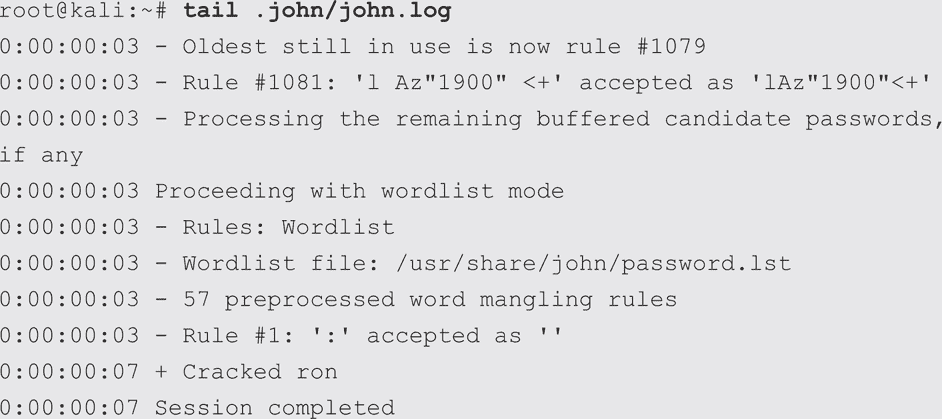 root@kali:~# tail .john/john.log
0:00:00:03 - Oldest still in use is now rule #1079
0:00:00:03 - Rule #1081: 'l Az"1900" <+' accepted as 'lAz"1900"<+'
0:00:00:03 - Processing the remaining buffered candidate passwords,
if any
0:00:00:03 Proceeding with wordlist mode
0:00:00:03 - Rules: Wordlist
0:00:00:03 - Wordlist file: /usr/share/john/password.lst
0:00:00:03 - 57 preprocessed word mangling rules
0:00:00:03 - Rule #1: ':' accepted as ''
0:00:00:07 + Cracked ron
0:00:00:07 Session completed